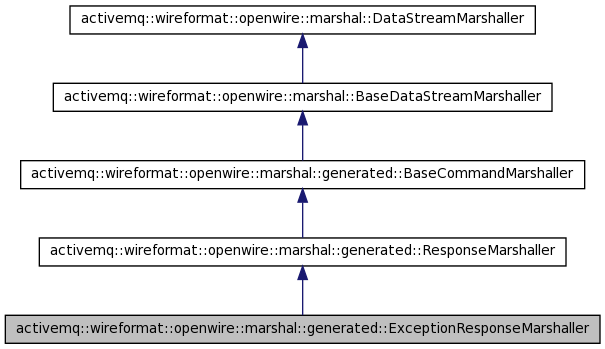 activemq::wireformat::openwire::marshal::DataStreamMarshaller
activemq::wireformat::openwire::marshal::BaseDataStreamMarshaller
activemq::wireformat::openwire::marshal::generated::BaseCommandMarshaller
activemq::wireformat::openwire::marshal::generated::ResponseMarshaller
activemq::wireformat::openwire::marshal::generated::ExceptionResponseMarshaller